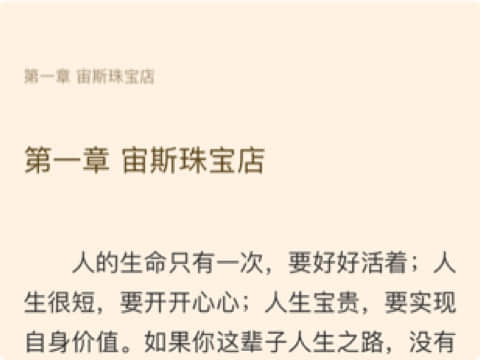 第一章 宙斯珠宝店
第一章 宙斯珠宝店
人的生命只有一次，要好好活着；人
生很短，要开开心心；人生宝贵，要实现
自身价值。如果你这辈子人生之路，没有